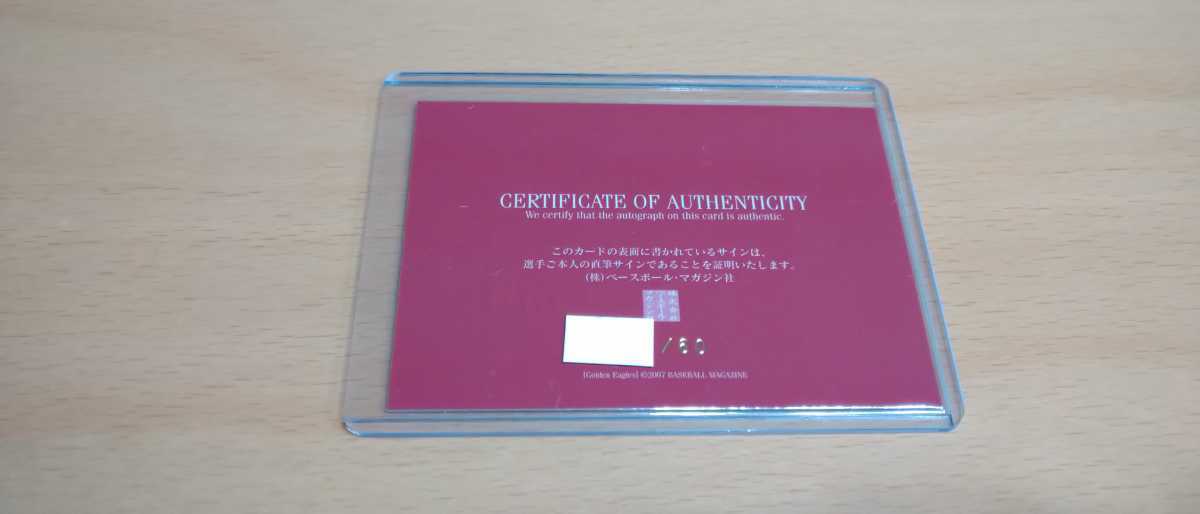 CERTIFICATE OF AUTHENTICITY
We certify that the autograph on this card is authentic.
このカードの表面に書かれているサインは、
選手ご本人の直筆サインであることを証明いたします。
(株)ベースボール・マガジン社
/60
[Golden Eagles] ©2007 BASEBALL MAGAZINE